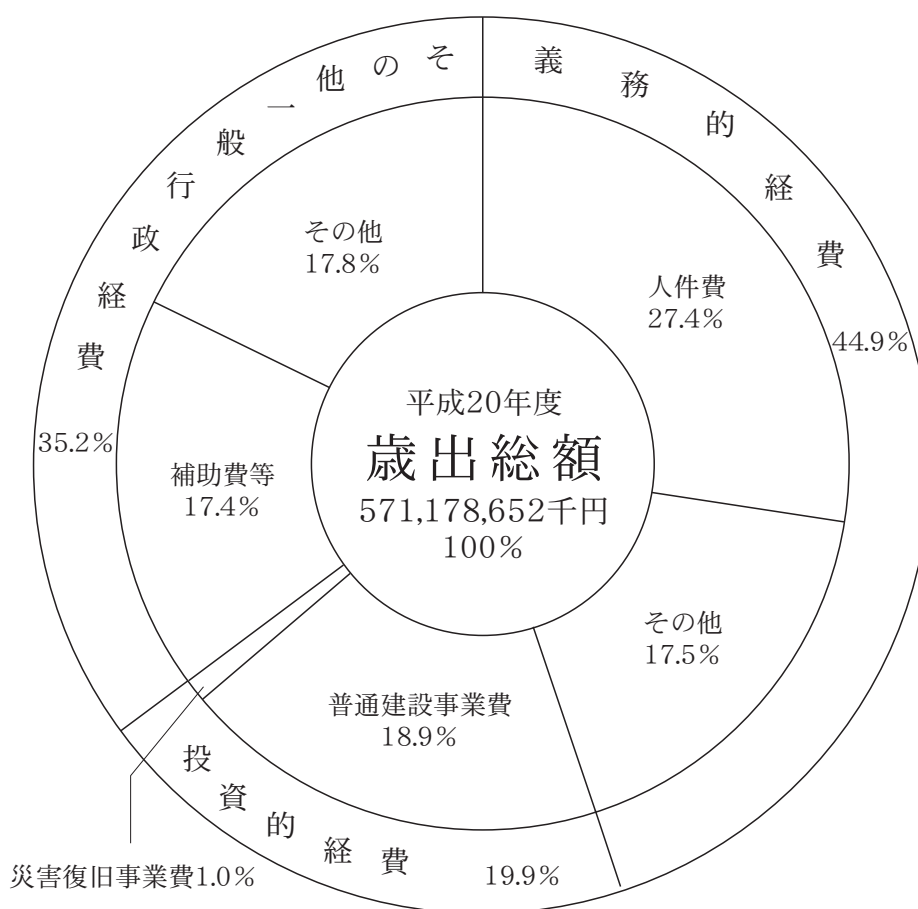 義務的経費
44.9%
人件費
27.4%
その他
17.5%
投資的経費
19.9%
普通建設事業費
18.9%
災害復旧事業費1.0%
その他の一般行政経費
35.2%
補助費等
17.4%
その他
17.8%
平成20年度
歳出総額
571,178,652千円
100%